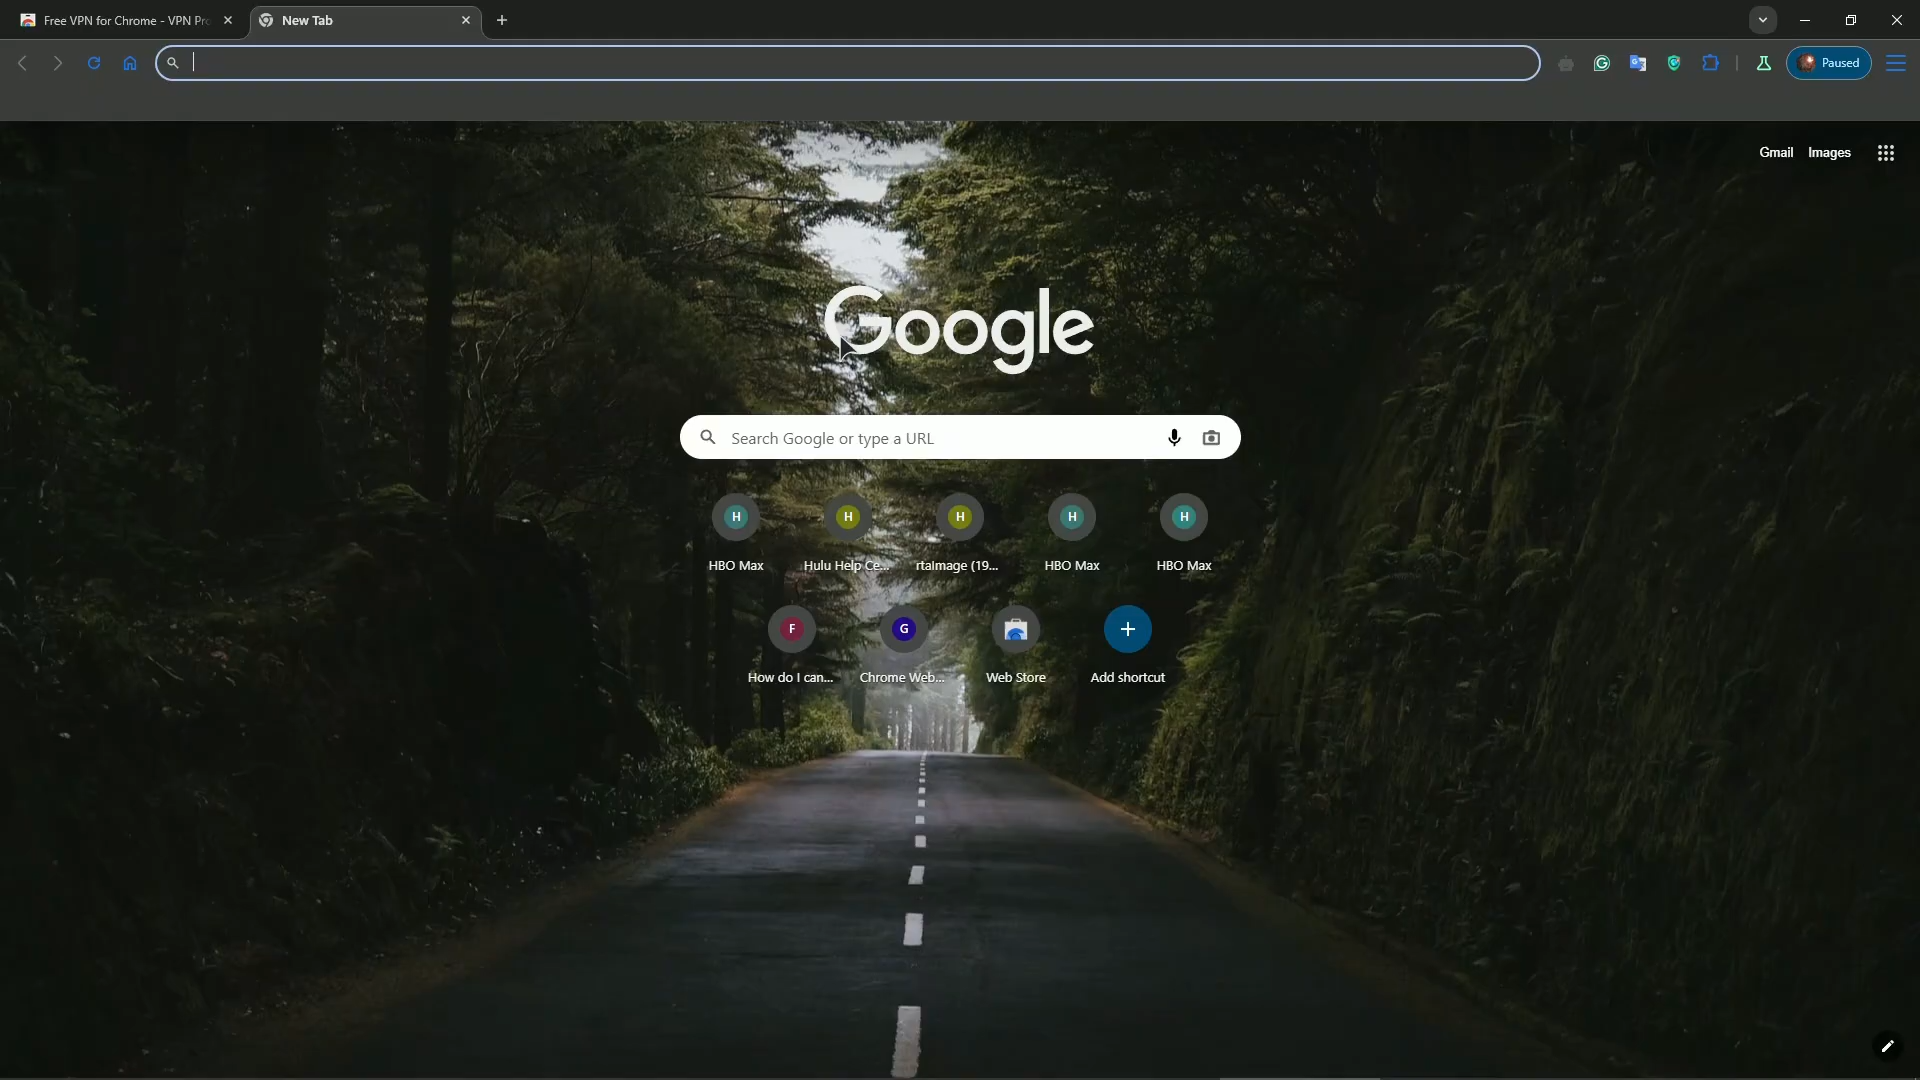 Free VPN for Chrome - VPN Pro
New Tab
Paused
Gmail
Images
Google
Search Google or type a URL
H
H
H
H
H
HBO Max
Hulu Help Ce...
rtaImage (19...
HBO Max
HBO Max
F
G
How do I can...
Chrome Web...
Web Store
Add shortcut